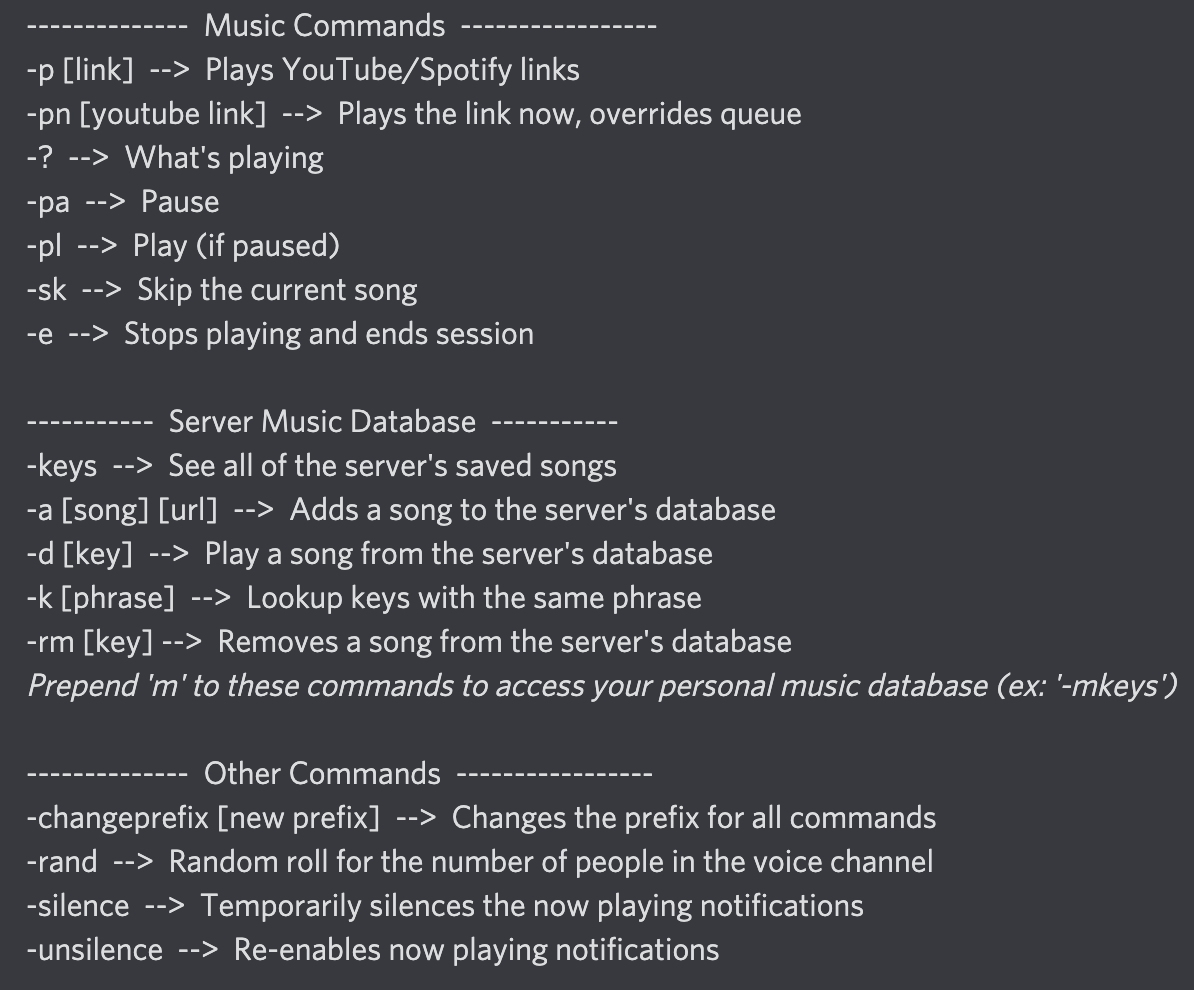 -------------- Music Commands -----------------
-p [link] --> Plays YouTube/Spotify links
-pn [youtube link] --> Plays the link now, overrides queue
-? --> What's playing
-pa --> Pause
-pl --> Play (if paused)
-sk --> Skip the current song
-e --> Stops playing and ends session
----------- Server Music Database -----------
-keys --> See all of the server's saved songs
-a [song] [url] --> Adds a song to the server's database
-d [key] --> Play a song from the server's database
-k [phrase] --> Lookup keys with the same phrase
-rm [key] --> Removes a song from the server's database
Prepend 'm' to these commands to access your personal music database (ex: '-mkeys')
-------------- Other Commands -----------------
-changeprefix [new prefix] --> Changes the prefix for all commands
-rand --> Random roll for the number of people in the voice channel
-silence --> Temporarily silences the now playing notifications
-unsilence --> Re-enables now playing notifications